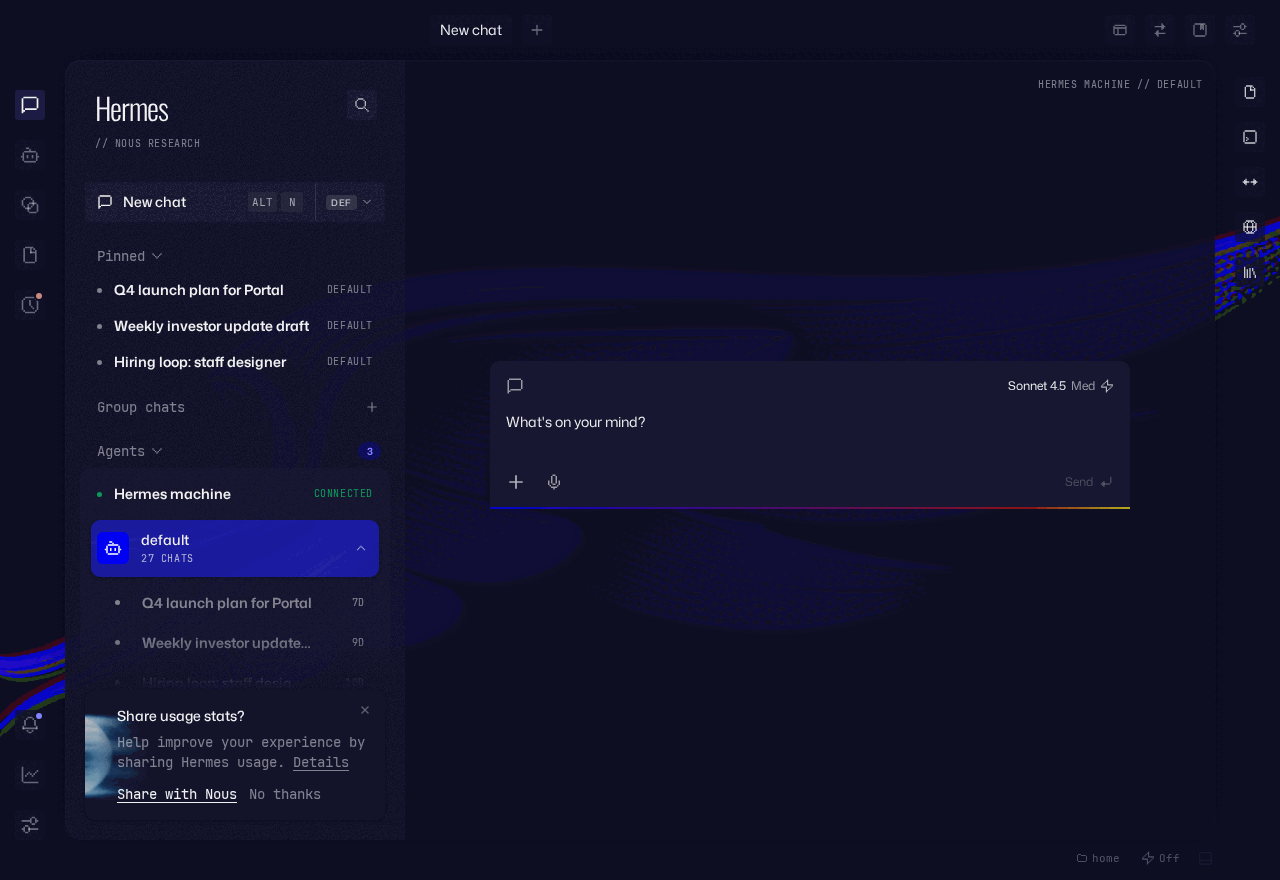 New chat
HERMES MACHINE // DEFAULT
Hermes
// NOUS RESEARCH
New chat ALT N DEF
Pinned
Q4 launch plan for Portal DEFAULT
Weekly investor update draft DEFAULT
Hiring loop: staff designer DEFAULT
Group chats
Agents 3
Hermes machine CONNECTED
default
27 CHATS
Q4 launch plan for Portal 7D
Weekly investor update... 9D
Hiring loop: staff desig
Share usage stats?
Help improve your experience by
sharing Hermes usage. Details
Share with Nous No thanks
Sonnet 4.5 Med
What's on your mind?
Send
home Off